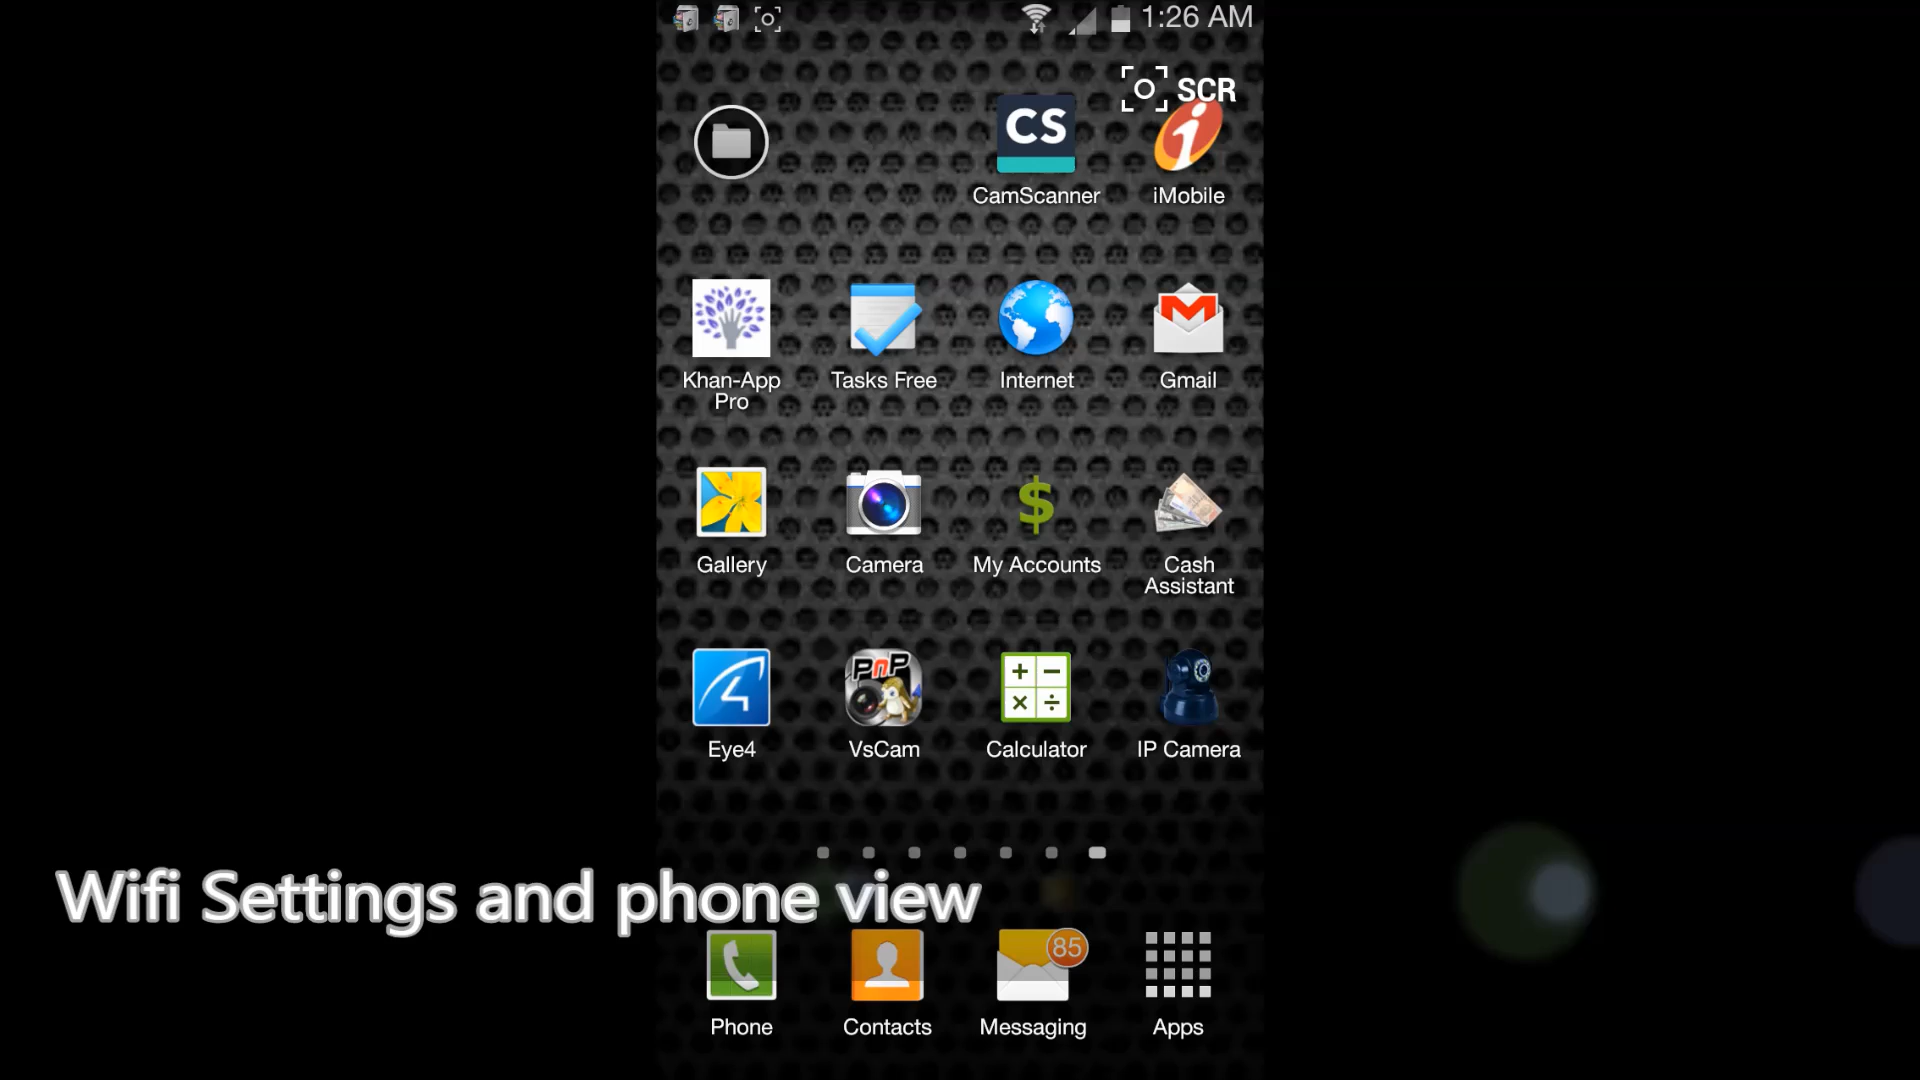 1:26 AM
SCR
CS
CamScanner
iMobile
Khan-App
Pro
Tasks Free
Internet
Gmail
Gallery
Camera
My Accounts
Cash
Assistant
PnP
Eye4
VsCam
Calculator
IP Camera
Wifi Settings and phone view
85
Phone
Contacts
Messaging
Apps